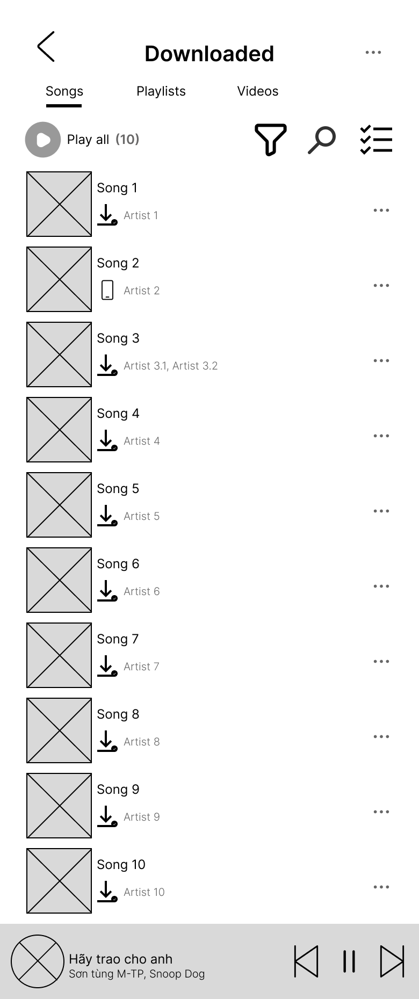 Downloaded
Songs Playlists Videos
Play all (10)
Song 1
Artist 1
Song 2
Artist 2
Song 3
Artist 3.1, Artist 3.2
Song 4
Artist 4
Song 5
Artist 5
Song 6
Artist 6
Song 7
Artist 7
Song 8
Artist 8
Song 9
Artist 9
Song 10
Artist 10
Hãy trao cho anh
Sơn tùng M-TP, Snoop Dog